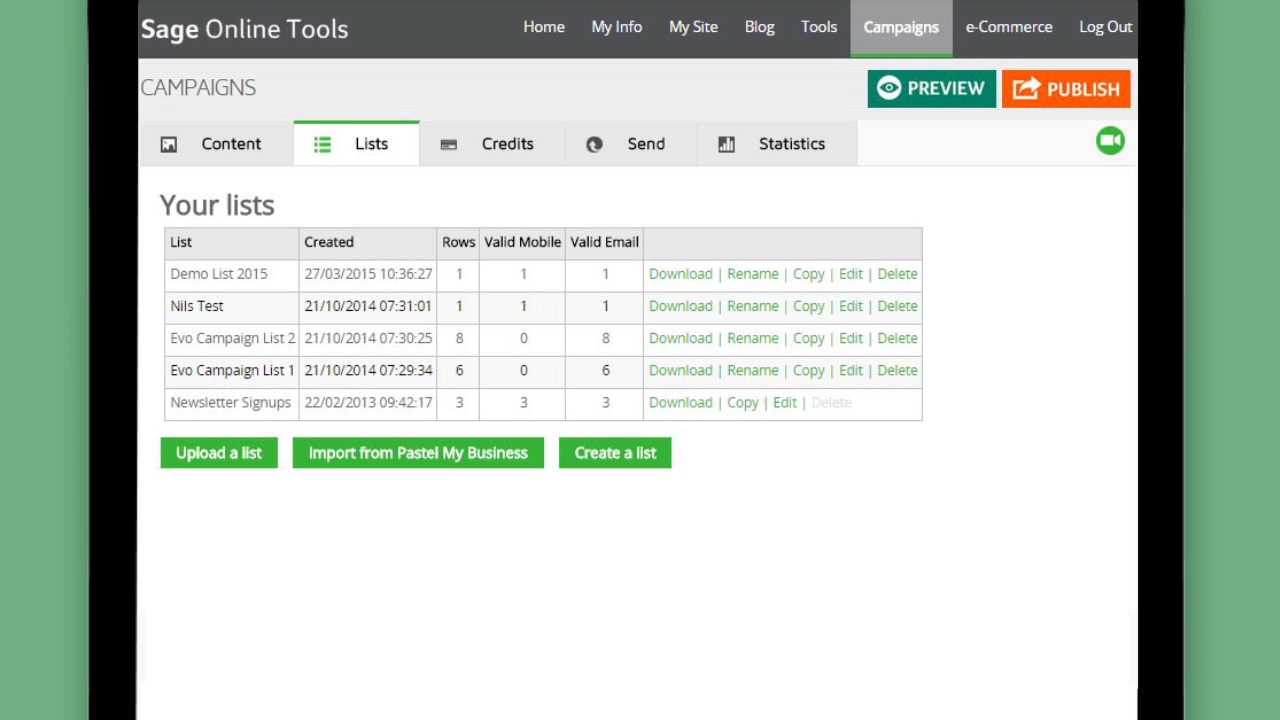 Sage Online Tools Home My Info My Site Blog Tools Campaigns e-Commerce Log Out
CAMPAIGNS PREVIEW PUBLISH
Content Lists Credits Send Statistics
Your lists
List Created Rows Valid Mobile Valid Email
Demo List 2015 27/03/2015 10:36:27 1 1 1 Download | Rename | Copy | Edit | Delete
Nils Test 21/10/2014 07:31:01 1 1 1 Download | Rename | Copy | Edit | Delete
Evo Campaign List 2 21/10/2014 07:30:25 8 0 8 Download | Rename | Copy | Edit | Delete
Evo Campaign List 1 21/10/2014 07:29:34 6 0 6 Download | Rename | Copy | Edit | Delete
Newsletter Signups 22/02/2013 09:42:17 3 3 3 Download | Copy | Edit | Delete
Upload a list Import from Pastel My Business Create a list